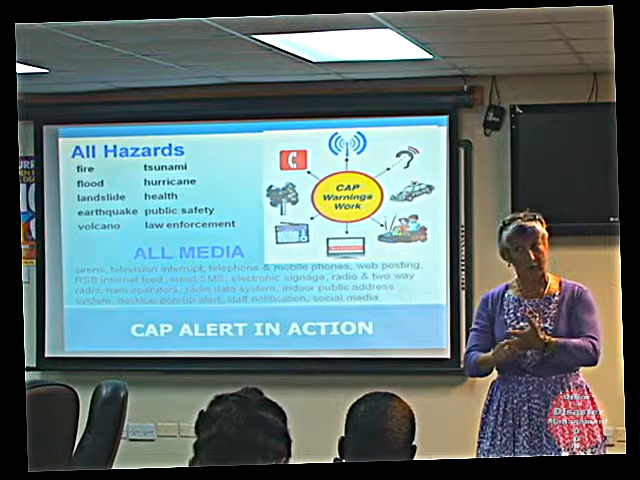 All Hazards
fire tsunami
flood hurricane
landslide health
earthquake public safety
volcano law enforcement
CAP
Warnings
Work
ALL MEDIA
sirens, television interrupt, telephone & mobile phones, web posting,
RSS internet feed, email/SMS, electronic signage, radio & two way
radio, ham operators, radio data system, indoor public address
system, desktop pop-up alert, staff notification, social media
CAP ALERT IN ACTION
Office
Disaster
Management